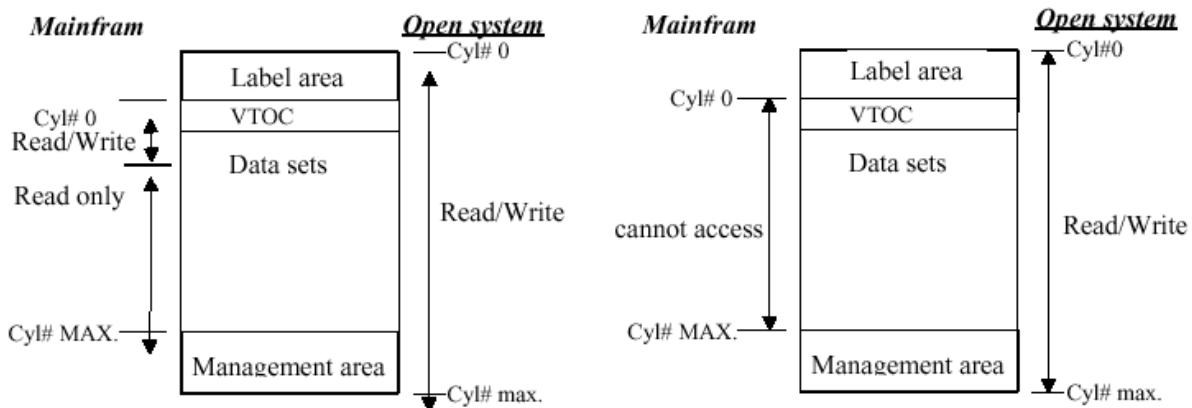 Mainfram
Open system
Cyl# 0
Label area
Cyl# 0
VTOC
Read/Write
Data sets
Read only
Read/Write
Cyl# MAX.
Management area
Cyl# max.
Mainfram
Open system
Cyl#0
Label area
Cyl# 0
VTOC
Data sets
Read/Write
cannot access
Cyl# MAX.
Management area
Cyl# max.